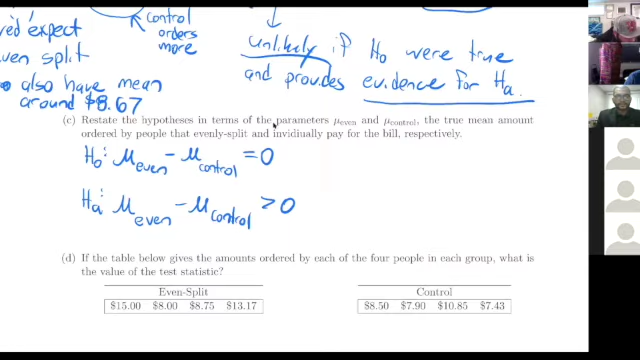 expect
control
orders
more
even split
also have mean
around $8.67
unlikely if Ho were true
and provides evidence for Ha.
(c) Restate the hypotheses in terms of the parameters μeven and μcontrol, the true mean amount
ordered by people that evenly-split and invidinally pay for the bill, respectively.
Ho: μeven − μcontrol = 0
Ha: μeven − μcontrol > 0
(d) If the table below gives the amounts ordered by each of the four people in each group, what is
the value of the test statistic?
Even-Split
$15.00 $8.00 $8.75 $13.17
Control
$8.50 $7.90 $10.85 $7.43